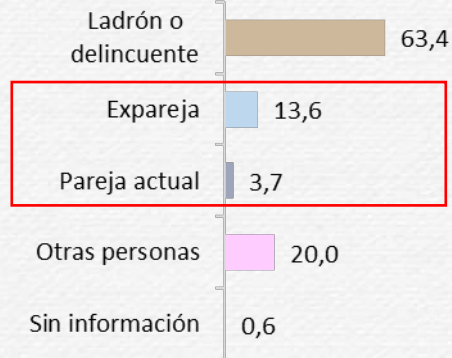 Ladrón o
delincuente
63,4
Expareja
13,6
Pareja actual
3,7
Otras personas
20,0
Sin información
0,6